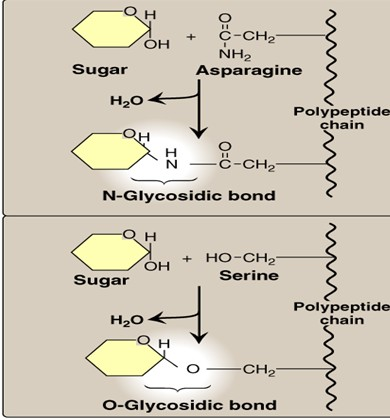 O H
O
OH + C-CH₂
NH₂
Sugar Asparagine
H₂O
Polypeptide
chain
OH
H O
N C-CH₂
N-Glycosidic bond
O H
OH + HO-CH₂
Sugar Serine
H₂O
Polypeptide
chain
O H
O CH₂
O-Glycosidic bond